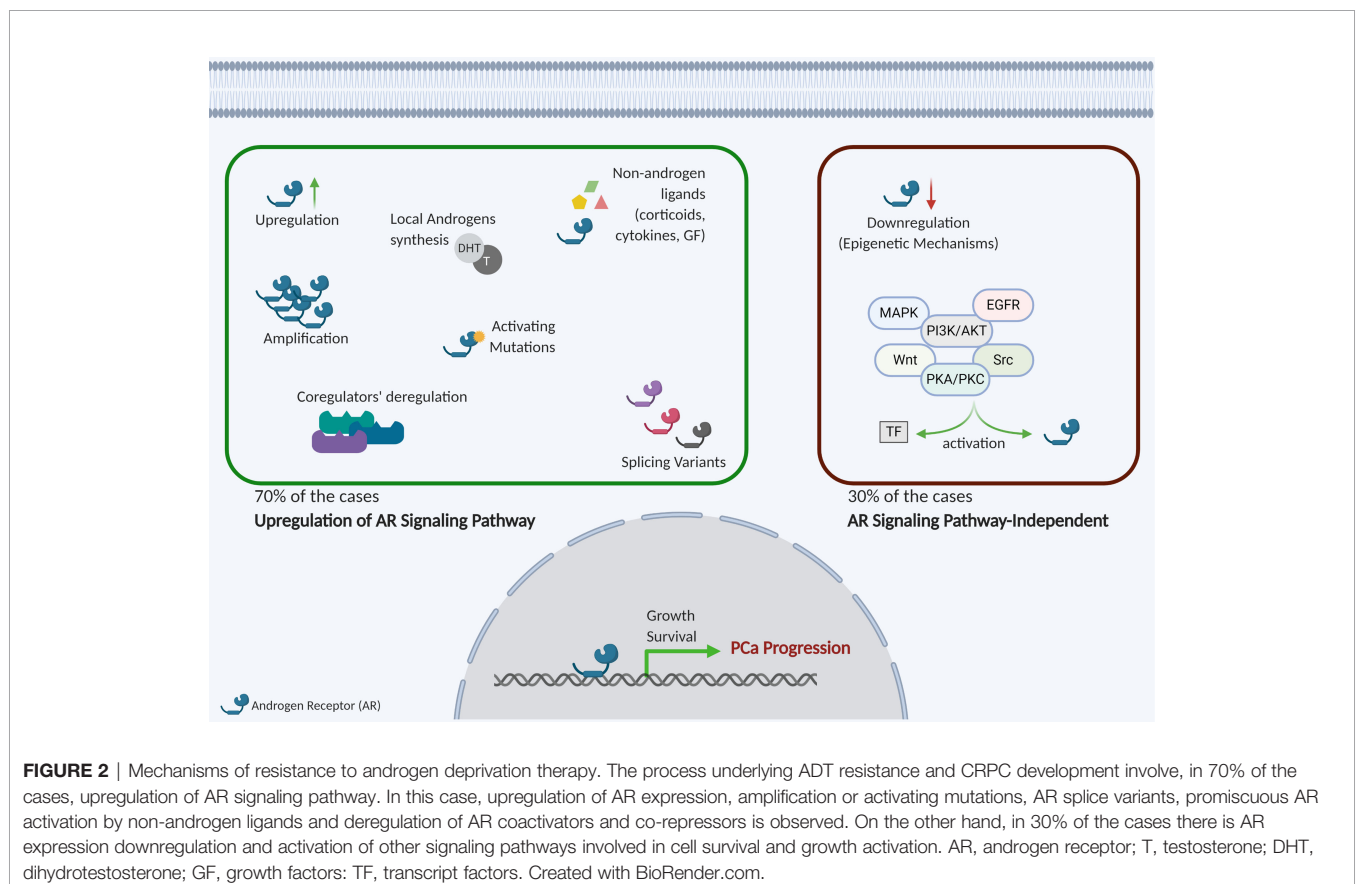 Upregulation
Local Androgens
synthesis
DHT
T
Non-androgen
ligands
(corticoids,
cytokines, GF)
Amplification
Activating
Mutations
Coregulators' deregulation
Splicing Variants
70% of the cases
Upregulation of AR Signaling Pathway
Downregulation
(Epigenetic Mechanisms)
MAPK
EGFR
PI3K/AKT
Wnt
Src
PKA/PKC
TF
activation
30% of the cases
AR Signaling Pathway-Independent
Growth
Survival
PCa Progression
Androgen Receptor (AR)
FIGURE 2 | Mechanisms of resistance to androgen deprivation therapy. The process underlying ADT resistance and CRPC development involve, in 70% of the
cases, upregulation of AR signaling pathway. In this case, upregulation of AR expression, amplification or activating mutations, AR splice variants, promiscuous AR
activation by non-androgen ligands and deregulation of AR coactivators and co-repressors is observed. On the other hand, in 30% of the cases there is AR
expression downregulation and activation of other signaling pathways involved in cell survival and growth activation. AR, androgen receptor; T, testosterone; DHT,
dihydrotestosterone; GF, growth factors: TF, transcript factors. Created with BioRender.com.